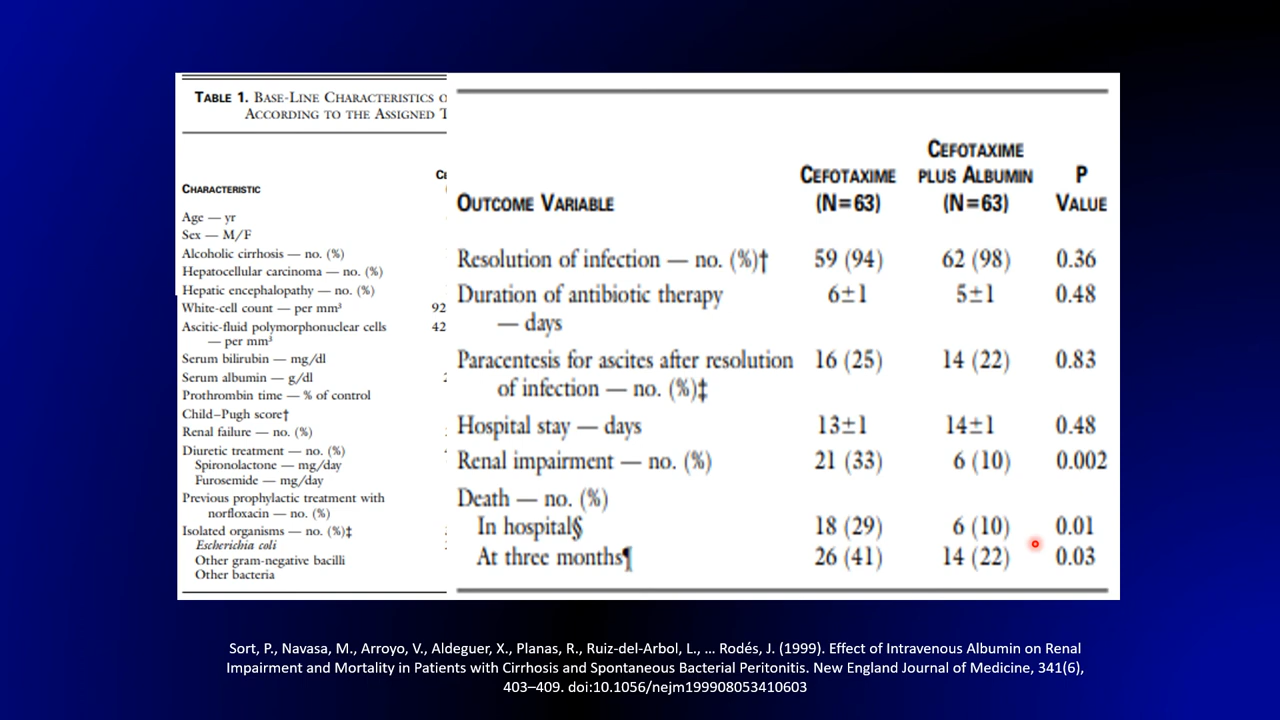 TABLE 1. BASE-LINE CHARACTERISTICS O
ACCORDING TO THE ASSIGNED T
CHARACTERISTIC
Age — yr
Sex — M/F
Alcoholic cirrhosis — no. (%)
Hepatocellular carcinoma — no. (%)
Hepatic encephalopathy — no. (%)
White-cell count — per mm³ 92
Ascitic-fluid polymorphonuclear cells 42
— per mm³
Serum bilirubin — mg/dl
Serum albumin — g/dl
Prothrombin time — % of control
Child–Pugh score†
Renal failure — no. (%)
Diuretic treatment — no. (%)
Spironolactone — mg/day
Furosemide — mg/day
Previous prophylactic treatment with
norfloxacin — no. (%)
Isolated organisms — no. (%)‡
Escherichia coli
Other gram-negative bacilli
Other bacteria
OUTCOME VARIABLE
CEFOTAXIME
(N=63)
CEFOTAXIME
PLUS ALBUMIN
(N=63)
P
VALUE
Resolution of infection — no. (%)† 59 (94) 62 (98) 0.36
Duration of antibiotic therapy 6±1 5±1 0.48
— days
Paracentesis for ascites after resolution 16 (25) 14 (22) 0.83
of infection — no. (%)‡
Hospital stay — days 13±1 14±1 0.48
Renal impairment — no. (%) 21 (33) 6 (10) 0.002
Death — no. (%)
In hospital§ 18 (29) 6 (10) 0.01
At three months¶ 26 (41) 14 (22) 0.03
Sort, P., Navasa, M., Arroyo, V., Aldeguer, X., Planas, R., Ruiz-del-Arbol, L., … Rodés, J. (1999). Effect of Intravenous Albumin on Renal
Impairment and Mortality in Patients with Cirrhosis and Spontaneous Bacterial Peritonitis. New England Journal of Medicine, 341(6),
403–409. doi:10.1056/nejm199908053410603